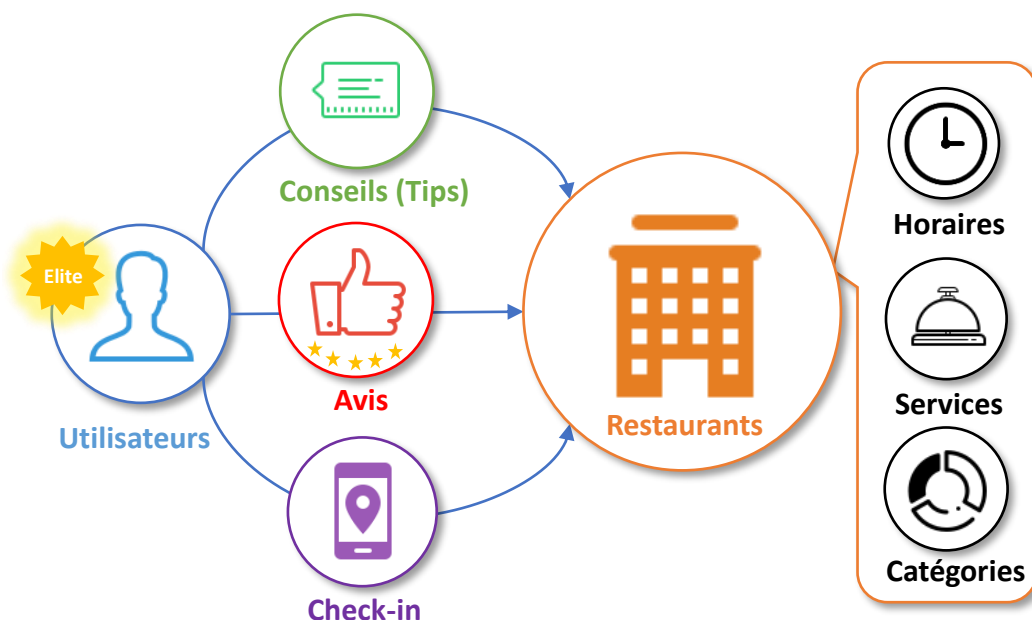 Conseils (Tips)
Elite
Utilisateurs
Avis
Check-in
Restaurants
Horaires
Services
Catégories